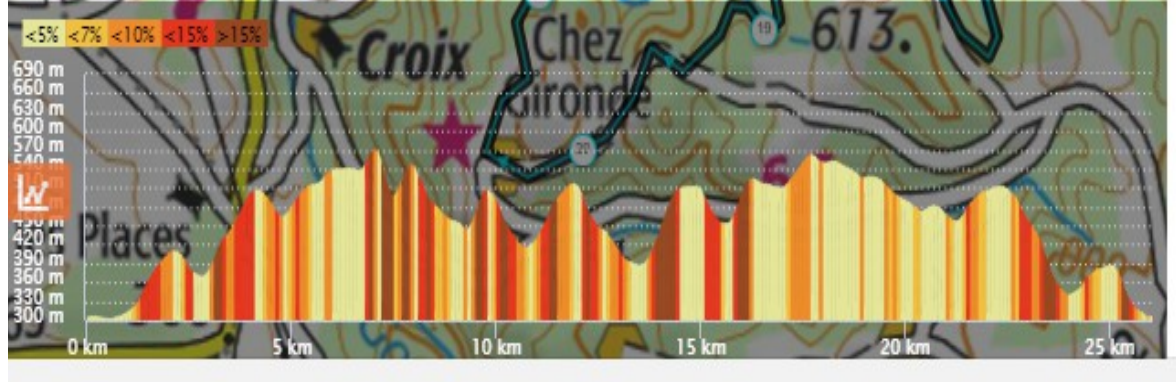 <5% <7% <10% <15% >15%
19
613.
Croix
Chez
Gironde
20
Places
690 m
660 m
630 m
600 m
570 m
540 m
420 m
390 m
360 m
330 m
300 m
0 km 5 km 10 km 15 km 20 km 25 km